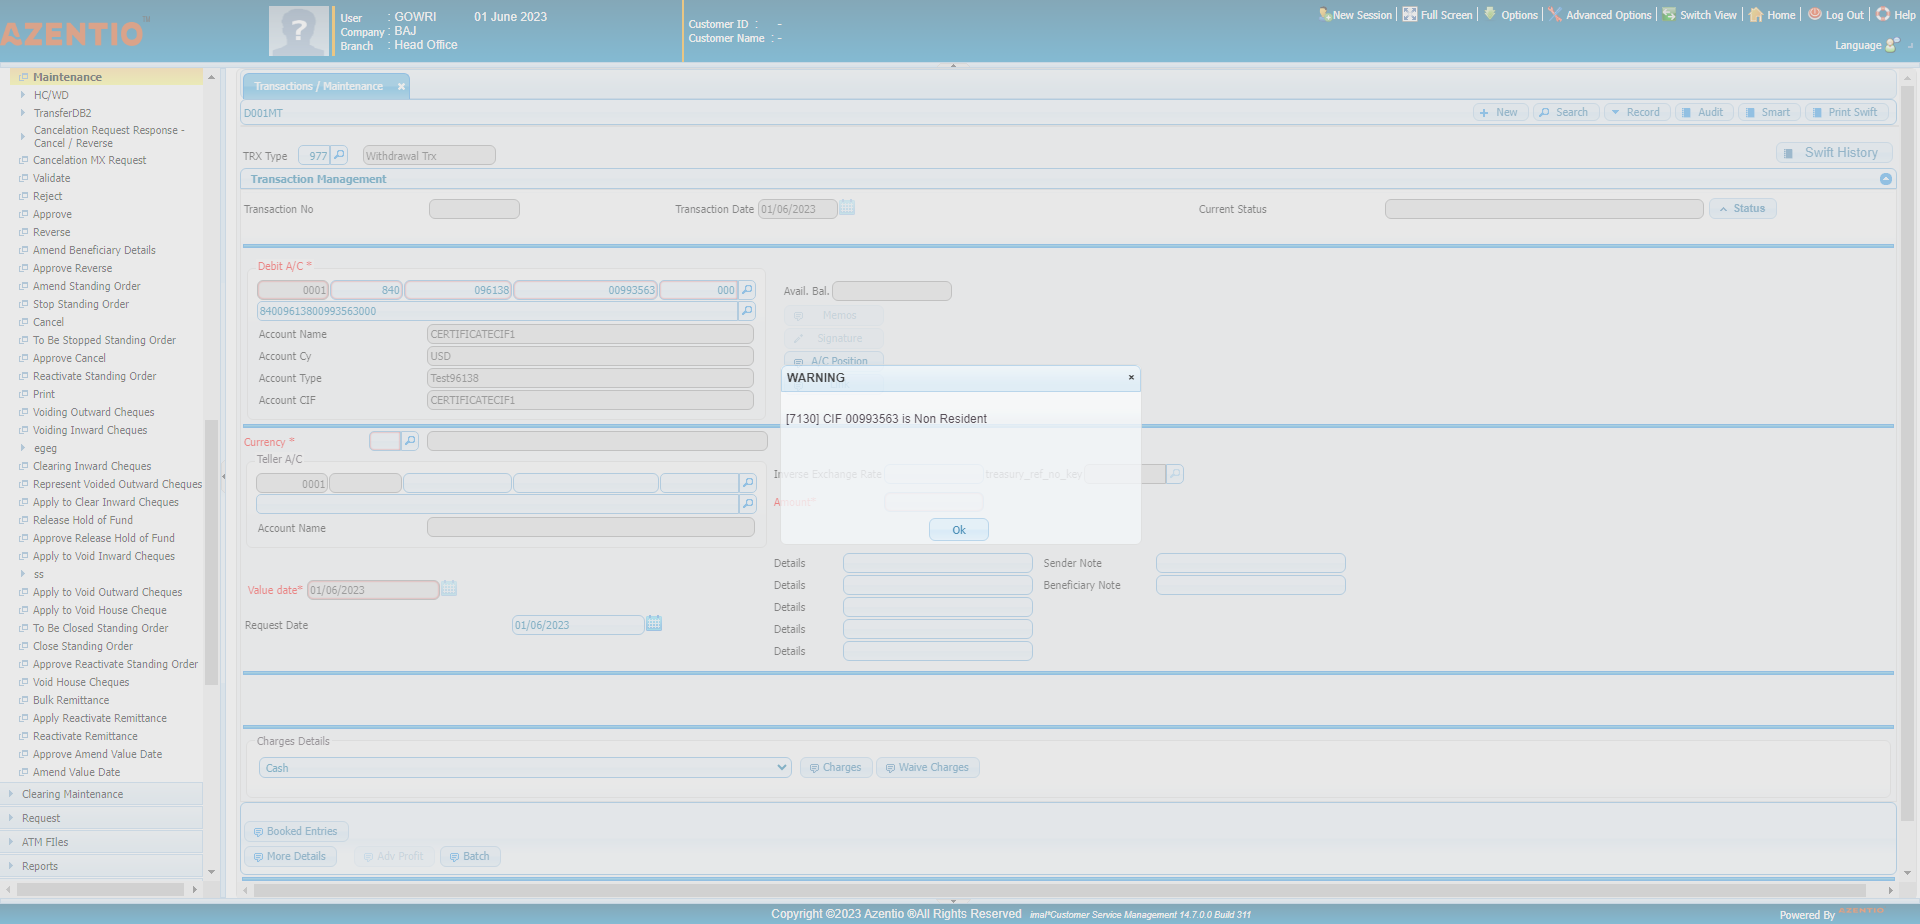 AZENTIO
TM
User : GOWRI 01 June 2023
Company : BAJ
Branch : Head Office
Customer ID : -
Customer Name : -
New Session
Full Screen
Options
Advanced Options
Switch View
Home
Log Out
Help
Language
Maintenance
HC/WD
TransferDB2
Cancelation Request Response -
Cancel / Reverse
Cancelation MX Request
Validate
Reject
Approve
Reverse
Amend Beneficiary Details
Approve Reverse
Amend Standing Order
Stop Standing Order
Cancel
To Be Stopped Standing Order
Approve Cancel
Reactivate Standing Order
Print
Voiding Outward Cheques
Voiding Inward Cheques
egeg
Clearing Inward Cheques
Represent Voided Outward Cheques
Apply to Clear Inward Cheques
Release Hold of Fund
Approve Release Hold of Fund
Apply to Void Inward Cheques
ss
Apply to Void Outward Cheques
Apply to Void House Cheque
To Be Closed Standing Order
Close Standing Order
Approve Reactivate Standing Order
Void House Cheques
Bulk Remittance
Apply Reactivate Remittance
Reactivate Remittance
Approve Amend Value Date
Amend Value Date
Clearing Maintenance
Request
ATM FIles
Reports
Transactions / Maintenance
D001MT
New
Search
Record
Audit
Smart
Print Swift
TRX Type 977 Withdrawal Trx
Swift History
Transaction Management
Transaction No
Transaction Date 01/06/2023
Current Status
Status
Debit A/C *
0001 840 096138 00993563 000
84009613800993563000
Account Name CERTIFICATECIF1
Account Cy USD
Account Type Test96138
Account CIF CERTIFICATECIF1
Avail. Bal.
Memos
Signature
A/C Position
WARNING
[7130] CIF 00993563 is Non Resident
Ok
Currency *
Teller A/C
0001
Account Name
Inverse Exchange Rate
treasury_ref_no_key
Amount*
Value date* 01/06/2023
Request Date 01/06/2023
Details
Details
Details
Details
Details
Sender Note
Beneficiary Note
Charges Details
Cash
Charges
Waive Charges
Booked Entries
More Details
Adv Profit
Batch
Copyright ©2023 Azentio ®All Rights Reserved imal*Customer Service Management 14.7.0.0 Build 311
Powered By AZENTIO